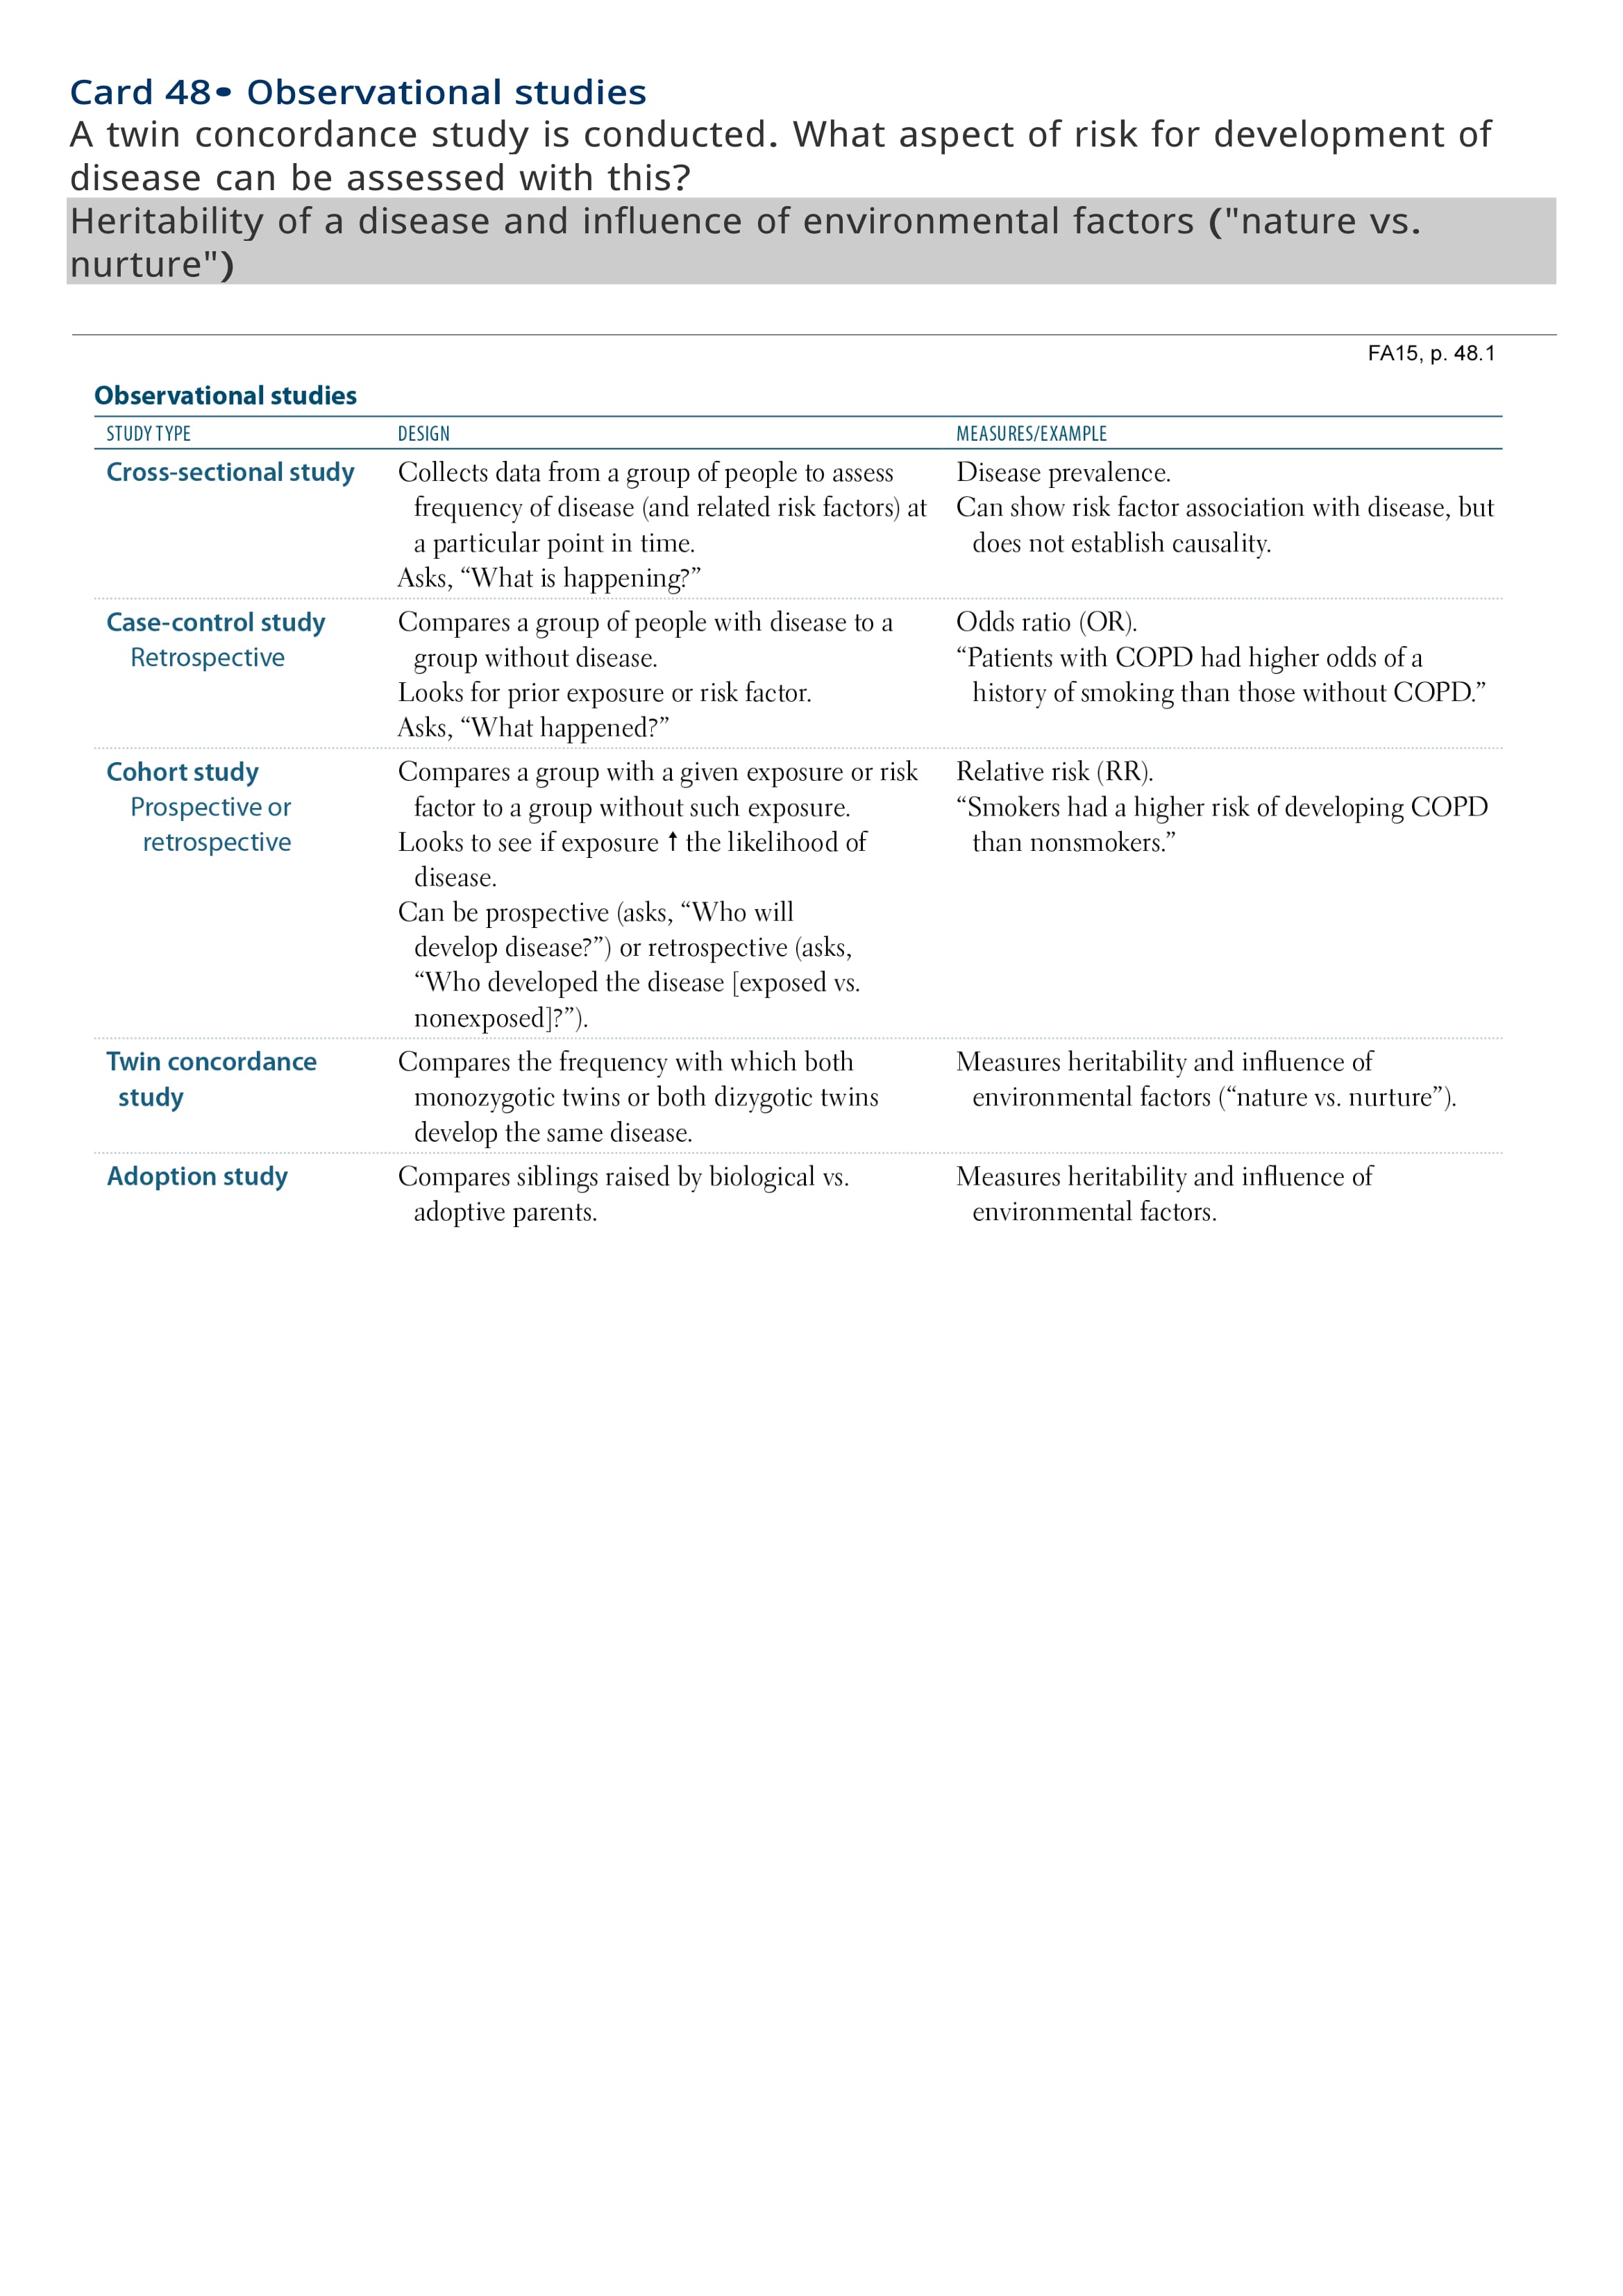 Card 48• Observational studies
A twin concordance study is conducted. What aspect of risk for development of
disease can be assessed with this?
Heritability of a disease and influence of environmental factors ("nature vs.
nurture")
FA15, p. 48.1
Observational studies
STUDY TYPE DESIGN MEASURES/EXAMPLE
Cross-sectional study Collects data from a group of people to assess Disease prevalence.
frequency of disease (and related risk factors) at Can show risk factor association with disease, but
a particular point in time. does not establish causality.
Asks, “What is happening?”
Case-control study Compares a group of people with disease to a Odds ratio (OR).
Retrospective group without disease. “Patients with COPD had higher odds of a
Looks for prior exposure or risk factor. history of smoking than those without COPD.”
Asks, “What happened?”
Cohort study Compares a group with a given exposure or risk Relative risk (RR).
Prospective or factor to a group without such exposure. “Smokers had a higher risk of developing COPD
retrospective Looks to see if exposure ↑ the likelihood of than nonsmokers.”
disease.
Can be prospective (asks, “Who will
develop disease?”) or retrospective (asks,
“Who developed the disease [exposed vs.
nonexposed]?”).
Twin concordance Compares the frequency with which both Measures heritability and influence of
study monozygotic twins or both dizygotic twins environmental factors (“nature vs. nurture”).
develop the same disease.
Adoption study Compares siblings raised by biological vs. Measures heritability and influence of
adoptive parents. environmental factors.